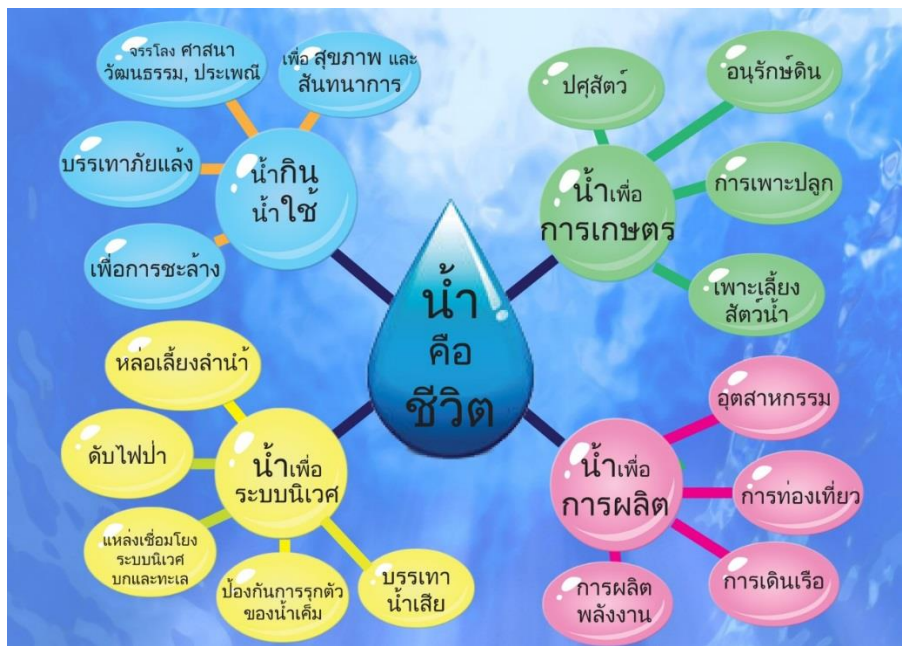 น้ำ
คือ
ชีวิต
น้ำกิน
น้ำใช้
จรรโลง ศาสนา
วัฒนธรรม, ประเพณี
เพื่อ สุขภาพ และ
สันทนาการ
บรรเทาภัยแล้ง
เพื่อการชะล้าง
น้ำเพื่อ
การเกษตร
ปศุสัตว์
อนุรักษ์ดิน
การเพาะปลูก
เพาะเลี้ยง
สัตว์น้ำ
น้ำเพื่อ
ระบบนิเวศ
หล่อเลี้ยงลำน้ำ
ดับไฟป่า
แหล่งเชื่อมโยง
ระบบนิเวศ
บกและทะเล
ป้องกันการรุกตัว
ของน้ำเค็ม
บรรเทา
น้ำเสีย
น้ำเพื่อ
การผลิต
อุตสาหกรรม
การท่องเที่ยว
การเดินเรือ
การผลิต
พลังงาน